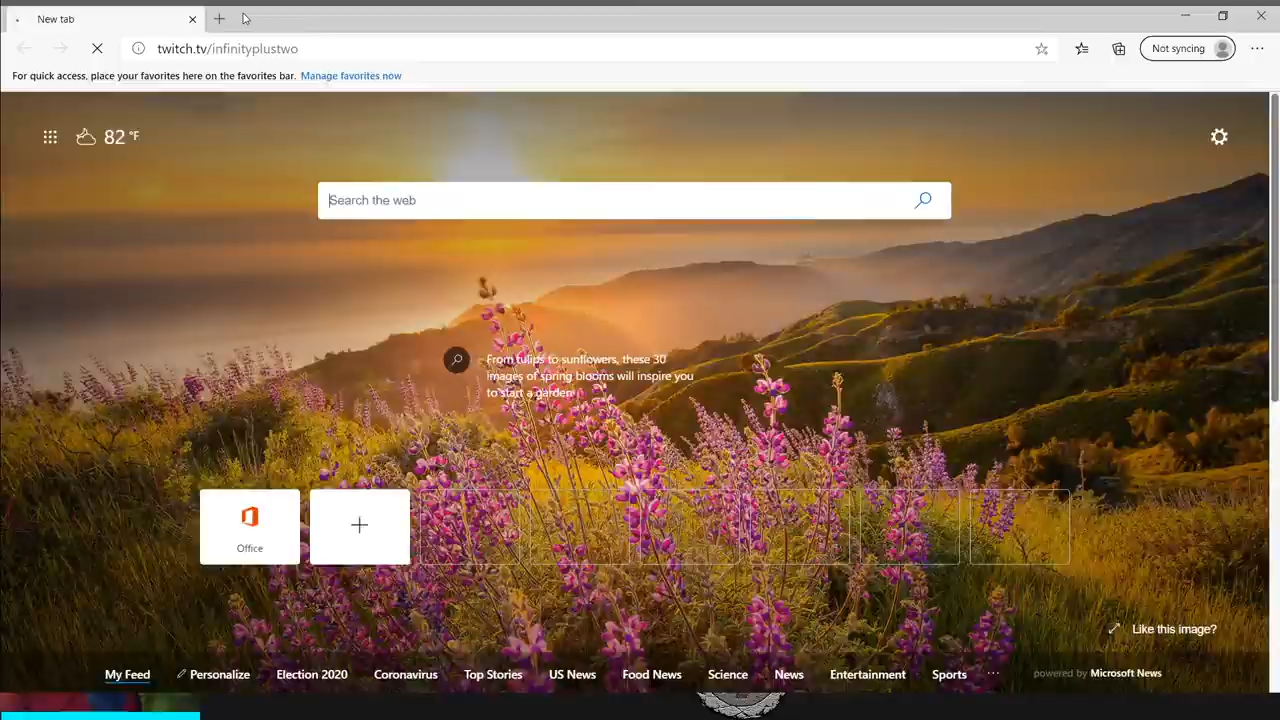 New tab
twitch.tv/infinityplustwo
Not syncing
For quick access, place your favorites here on the favorites bar. Manage favorites now
82 °F
Search the web
From tulips to sunflowers, these 30
images of spring blooms will inspire you
to start a garden
Office
Like this image?
My Feed Personalize Election 2020 Coronavirus Top Stories US News Food News Science News Entertainment Sports ... powered by Microsoft News